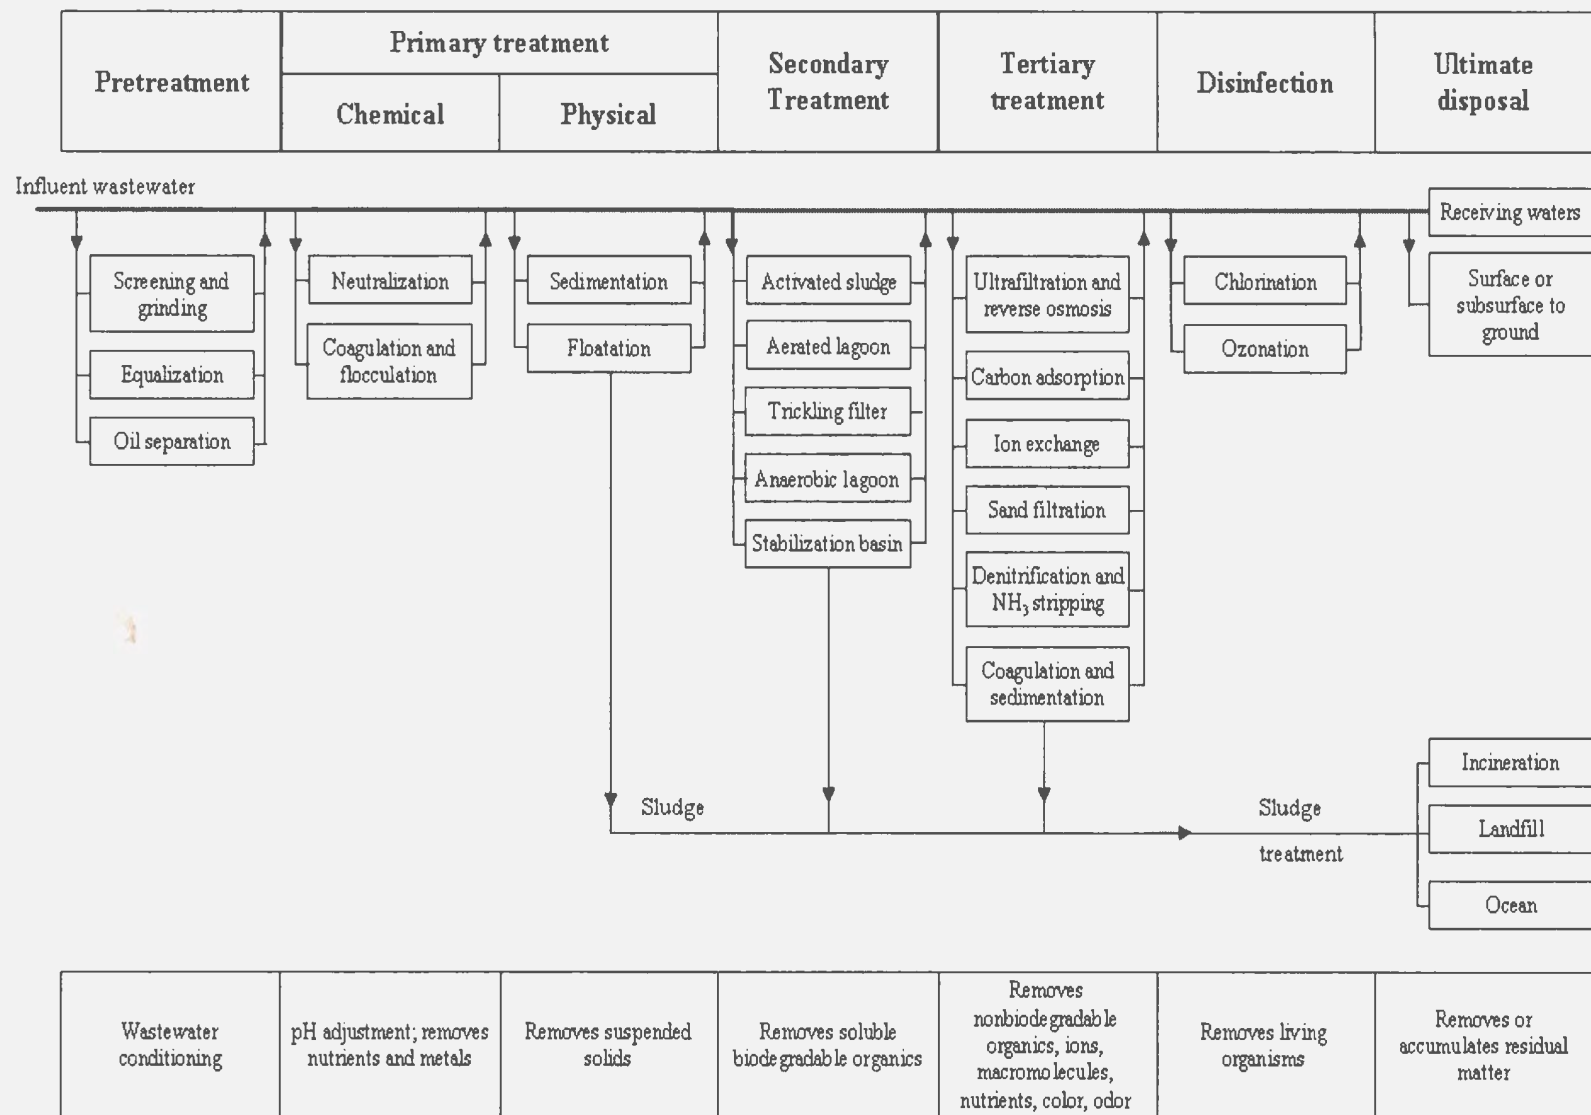 Pretreatment
Primary treatment
Chemical
Physical
Secondary
Treatment
Tertiary
treatment
Disinfection
Ultimate
disposal
Influent wastewater
Screening and
grinding
Equalization
Oil separation
Neutralization
Coagulation and
flocculation
Sedimentation
Floatation
Activated sludge
Aerated lagoon
Trickling filter
Anaerobic lagoon
Stabilization basin
Ultrafiltration and
reverse osmosis
Carbon adsorption
Ion exchange
Sand filtration
Denitrification and
NH₃ stripping
Coagulation and
sedimentation
Chlorination
Ozonation
Receiving waters
Surface or
subsurface to
ground
Sludge
Sludge
treatment
Incineration
Landfill
Ocean
Wastewater
conditioning
pH adjustment; removes
nutrients and metals
Removes suspended
solids
Removes soluble
biodegradable organics
Removes
nonbiodegradable
organics, ions,
macromolecules,
nutrients, color, odor
Removes living
organisms
Removes or
accumulates residual
matter